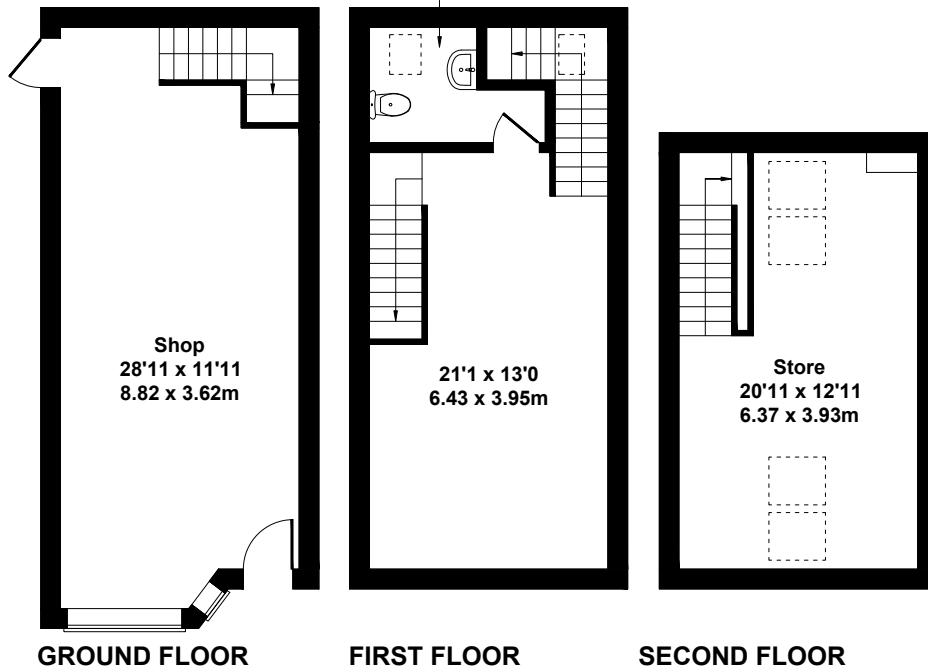 Shop
28'11 x 11'11
8.82 x 3.62m
21'1 x 13'0
6.43 x 3.95m
Store
20'11 x 12'11
6.37 x 3.93m
GROUND FLOOR
FIRST FLOOR
SECOND FLOOR